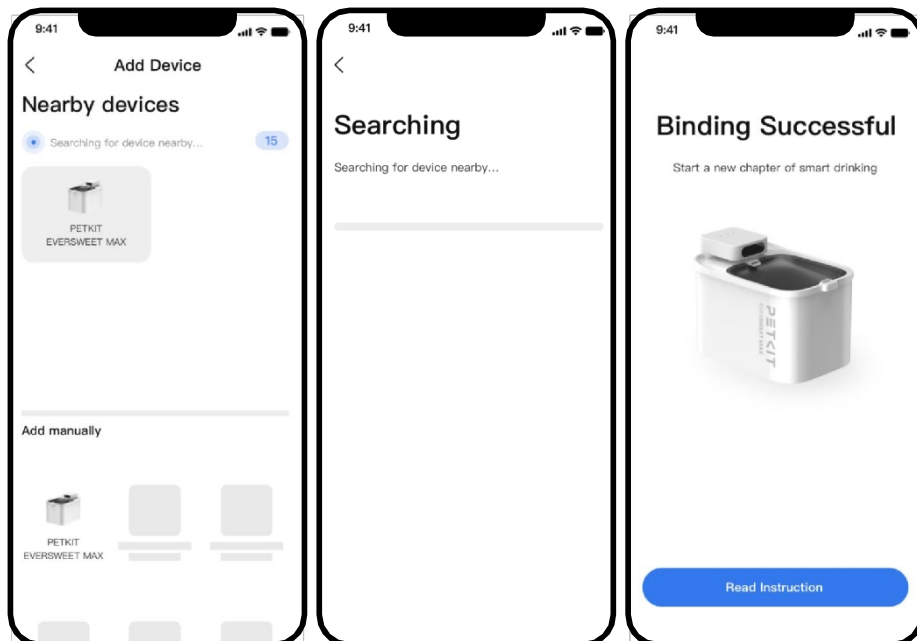 9:41
Add Device
Nearby devices
Searching for device nearby...
15
PETKIT
EVERSWEET MAX
Add manually
PETKIT
EVERSWEET MAX
9:41
Searching
Searching for device nearby...
9:41
Binding Successful
Start a new chapter of smart drinking
PETKIT
EVERSWEET MAX
Read Instruction